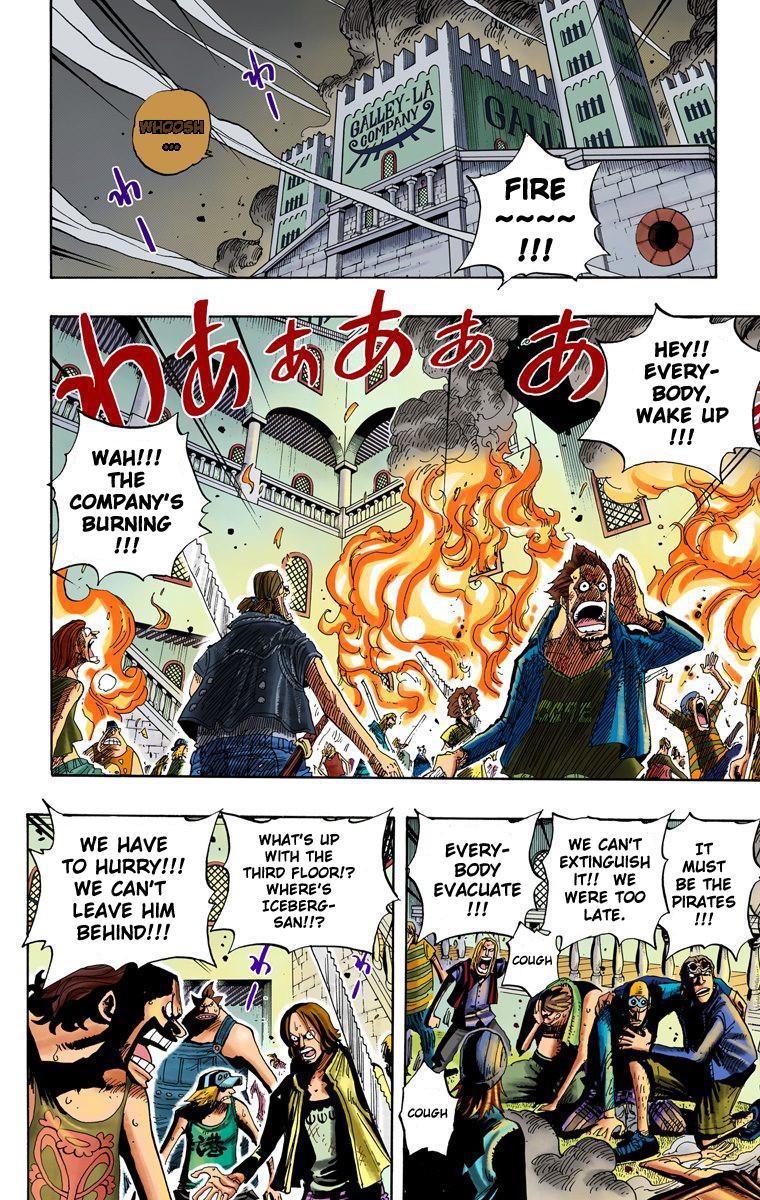 わー
WHOOSH
...
わー
GALLEY-LA
COMPANY
GALL
FIRE
~~~~
!!!
わあぁあぁあ
HEY!!
EVERY-
BODY,
WAKE UP
!!!
WAH!!!
THE
COMPANY'S
BURNING
!!!
WE HAVE
TO HURRY!!!
WE CAN'T
LEAVE HIM
BEHIND!!!
WHAT'S UP
WITH THE
THIRD FLOOR!?
WHERE'S
ICEBERG-
SAN!!?
わー
わー
港
EVERY-
BODY
EVACUATE
!!!
WE CAN'T
EXTINGUISH
IT!! WE
WERE TOO
LATE.
IT
MUST
BE THE
PIRATES
!!!
COUGH
COUGH